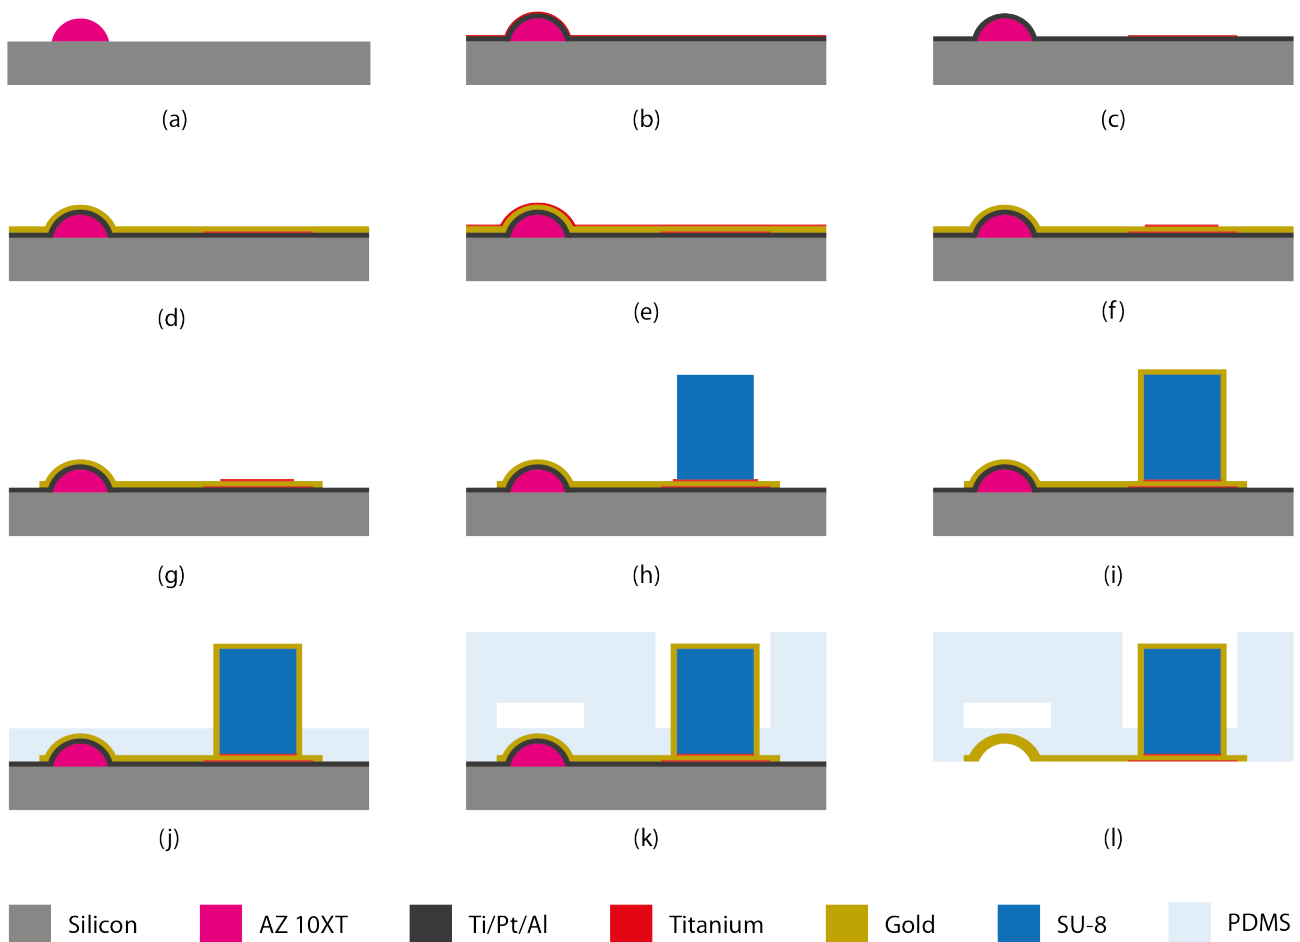 (a) (b) (c)
(d) (e) (f)
(g) (h) (i)
(j) (k) (l)
Silicon AZ 10XT Ti/Pt/Al Titanium Gold SU-8 PDMS